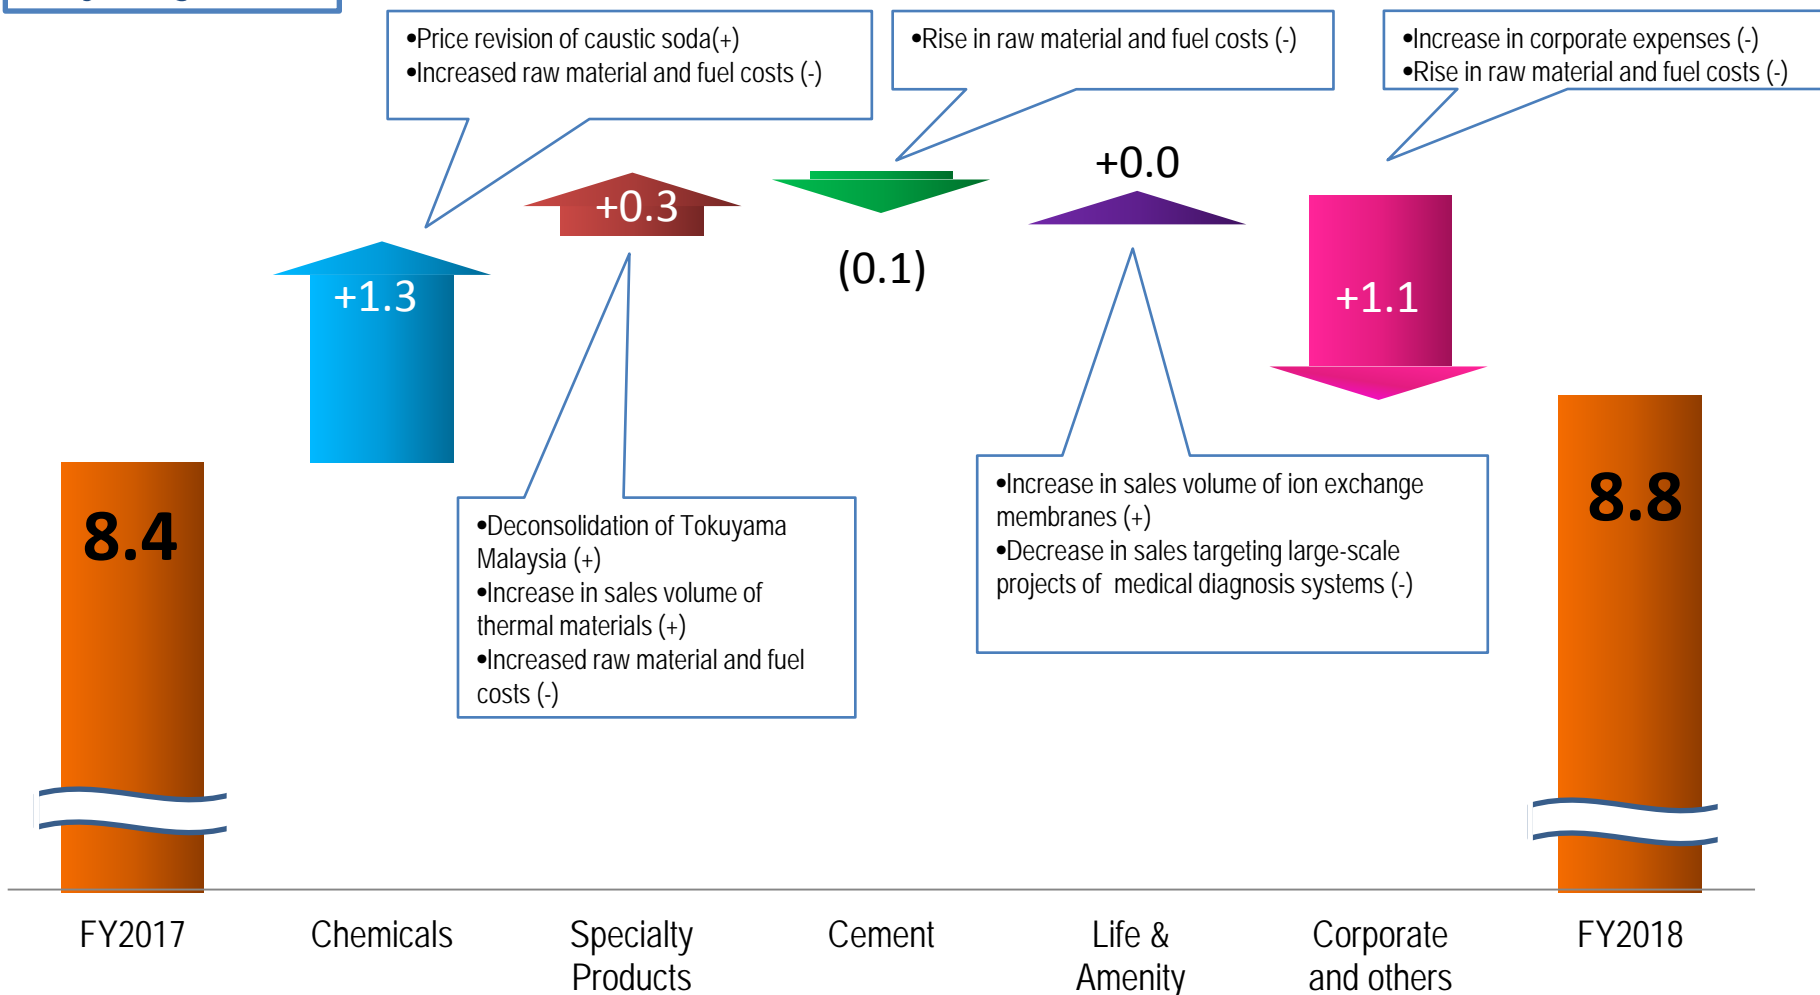 •Price revision of caustic soda(+)
•Increased raw material and fuel costs (-)
•Rise in raw material and fuel costs (-)
•Increase in corporate expenses (-)
•Rise in raw material and fuel costs (-)
+0.0
+0.3
(0.1)
+1.3
+1.1
8.4
8.8
•Deconsolidation of Tokuyama
Malaysia (+)
•Increase in sales volume of
thermal materials (+)
•Increased raw material and fuel
costs (-)
•Increase in sales volume of ion exchange
membranes (+)
•Decrease in sales targeting large-scale
projects of medical diagnosis systems (-)
FY2017
Chemicals
Specialty
Products
Cement
Life &
Amenity
Corporate
and others
FY2018